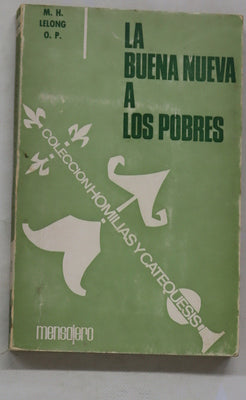 M. H.
LELONG
O. P.
LA
BUENA NUEVA
A
LOS POBRES
COLECCION HOMILIAS Y CATEQUESIS
mensajero